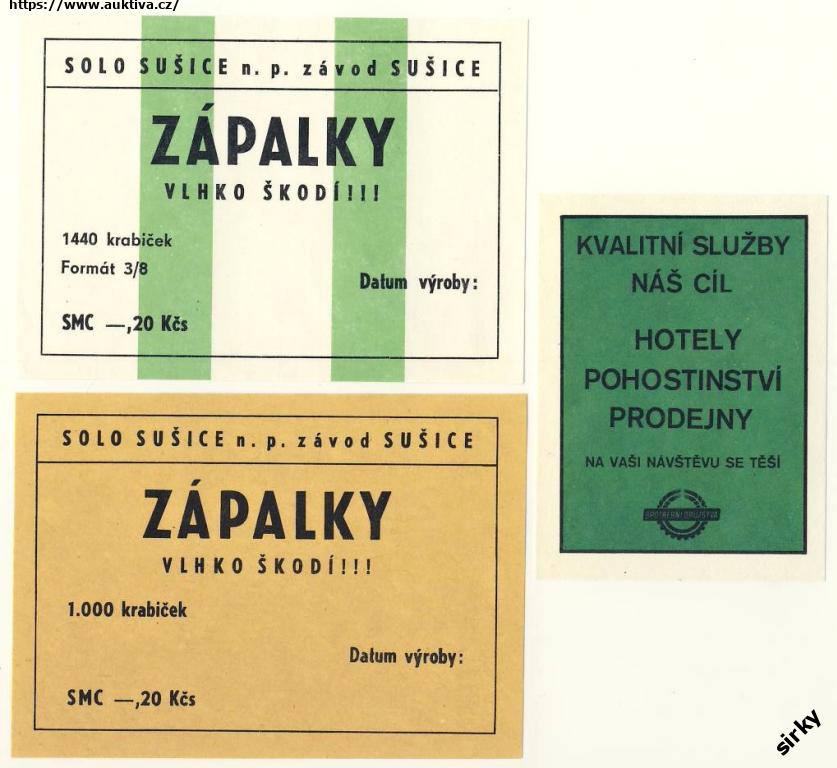 https://www.auktiva.cz/
SOLO SUŠICE n. p. závod SUŠICE
ZÁPALKY
VLHKO ŠKODÍ!!!
1440 krabiček
Formát 3/8
Datum výroby:
SMC —,20 Kčs
SOLO SUŠICE n. p. závod SUŠICE
ZÁPALKY
VLHKO ŠKODÍ!!!
1.000 krabiček
Datum výroby:
SMC —,20 Kčs
KVALITNÍ SLUŽBY
NÁŠ CÍL
HOTELY
POHOSTINSTVÍ
PRODEJNY
NA VAŠI NÁVŠTĚVU SE TĚŠÍ
SPOTŘEBNÍ DRUŽSTVA
sirky